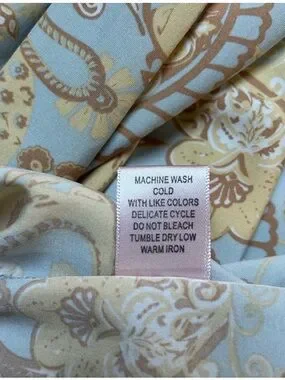 MACHINE WASH
COLD
WITH LIKE COLORS
DELICATE CYCLE
DO NOT BLEACH
TUMBLE DRY LOW
WARM IRON